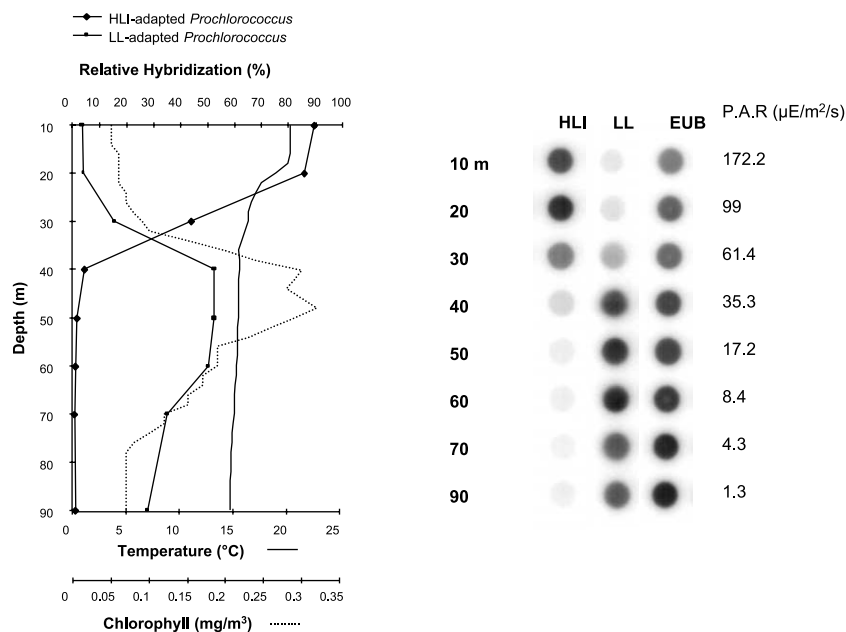 HLI-adapted Prochlorococcus
LL-adapted Prochlorococcus
Relative Hybridization (%)
0 10 20 30 40 50 60 70 80 90 100
10
20
30
40
50
60
70
80
90
Depth (m)
0 5 10 15 20 25
Temperature (°C)
0 0.05 0.1 0.15 0.2 0.25 0.3 0.35
Chlorophyll (mg/m³)
HLI LL EUB P.A.R (µE/m²/s)
10 m 172.2
20 99
30 61.4
40 35.3
50 17.2
60 8.4
70 4.3
90 1.3